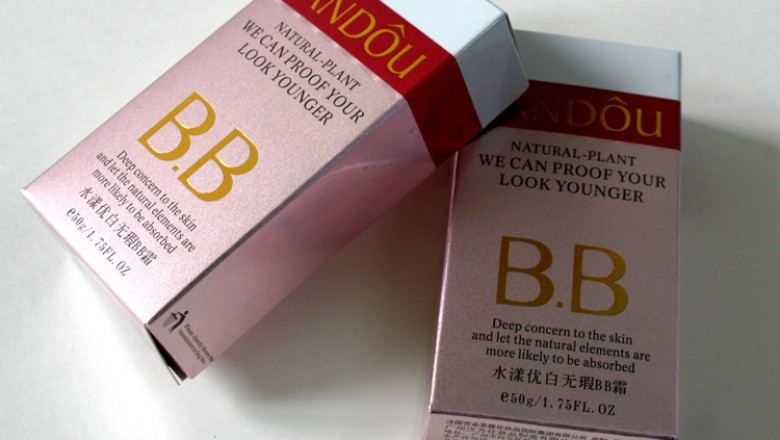 ANDÔU
NATURAL-PLANT
WE CAN PROOF YOUR
LOOK YOUNGER
B.B
Deep concern to the skin
and let the natural elements are
more likely to be absorbed
水漾优白无瑕BB霜
e50g/1.75FL.OZ
ANDÔU
NATURAL-PLANT
WE CAN PROOF YOUR
LOOK YOUNGER
B.B
Deep concern to the skin
and let the natural elements are
more likely to be absorbed
水漾优白无瑕BB霜
e50g/1.75FL.OZ